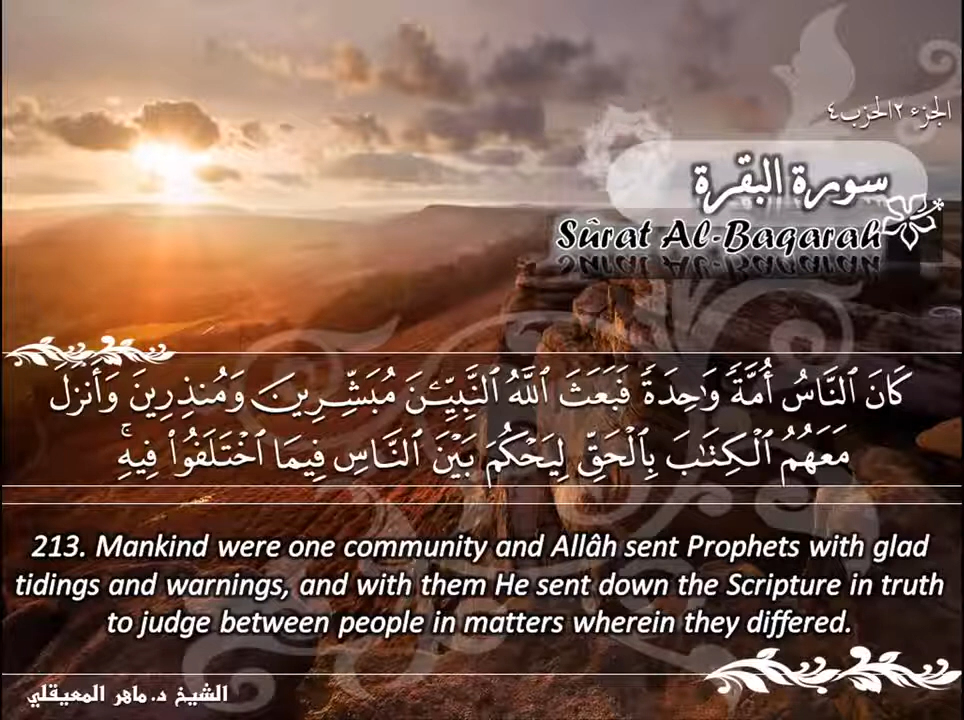 الجزء ٢ الحزب ٤
سورة البقرة
Sûrat Al-Baqarah
كَانَ ٱلنَّاسُ أُمَّةً وَٰحِدَةً فَبَعَثَ ٱللَّهُ ٱلنَّبِيِّـۧنَ مُبَشِّرِينَ وَمُنذِرِينَ وَأَنزَلَ
مَعَهُمُ ٱلْكِتَٰبَ بِٱلْحَقِّ لِيَحْكُمَ بَيْنَ ٱلنَّاسِ فِيمَا ٱخْتَلَفُوا۟ فِيهِۚ
213. Mankind were one community and Allâh sent Prophets with glad
tidings and warnings, and with them He sent down the Scripture in truth
to judge between people in matters wherein they differed.
الشيخ د. ماهر المعيقلي